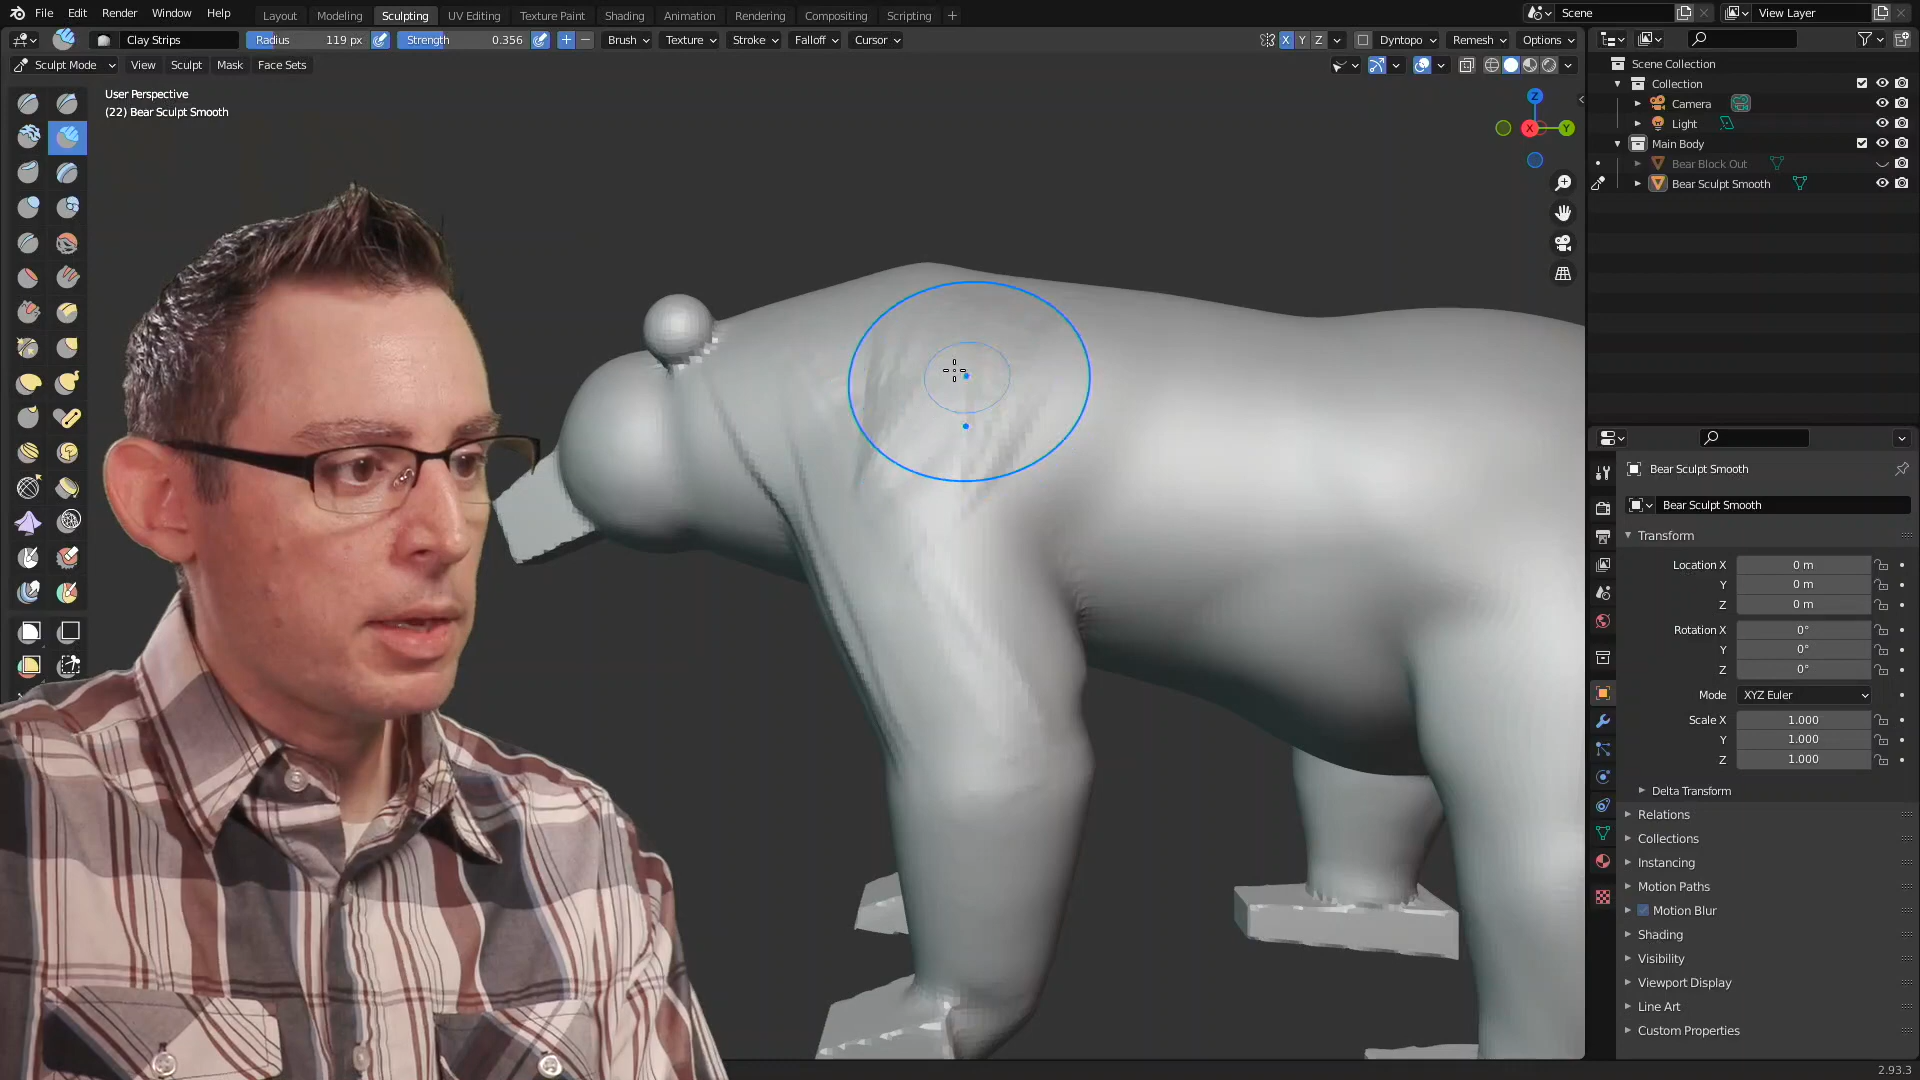 File Edit Render Window Help Layout Modeling Sculpting UV Editing Texture Paint Shading Animation Rendering Compositing Scripting + Scene View Layer
Clay Strips Radius 119 px Strength 0.356 Brush Texture Stroke Falloff Cursor X Y Z Dyntopo Remesh Options
Sculpt Mode View Sculpt Mask Face Sets
User Perspective
(22) Bear Sculpt Smooth
Z
X
Y
Scene Collection
Collection
Camera
Light
Main Body
Bear Block Out
Bear Sculpt Smooth
Bear Sculpt Smooth
Bear Sculpt Smooth
Transform
Location X 0 m
Y 0 m
Z 0 m
Rotation X 0°
Y 0°
Z 0°
Mode XYZ Euler
Scale X 1.000
Y 1.000
Z 1.000
Delta Transform
Relations
Collections
Instancing
Motion Paths
Motion Blur
Shading
Visibility
Viewport Display
Line Art
Custom Properties
2.93.3